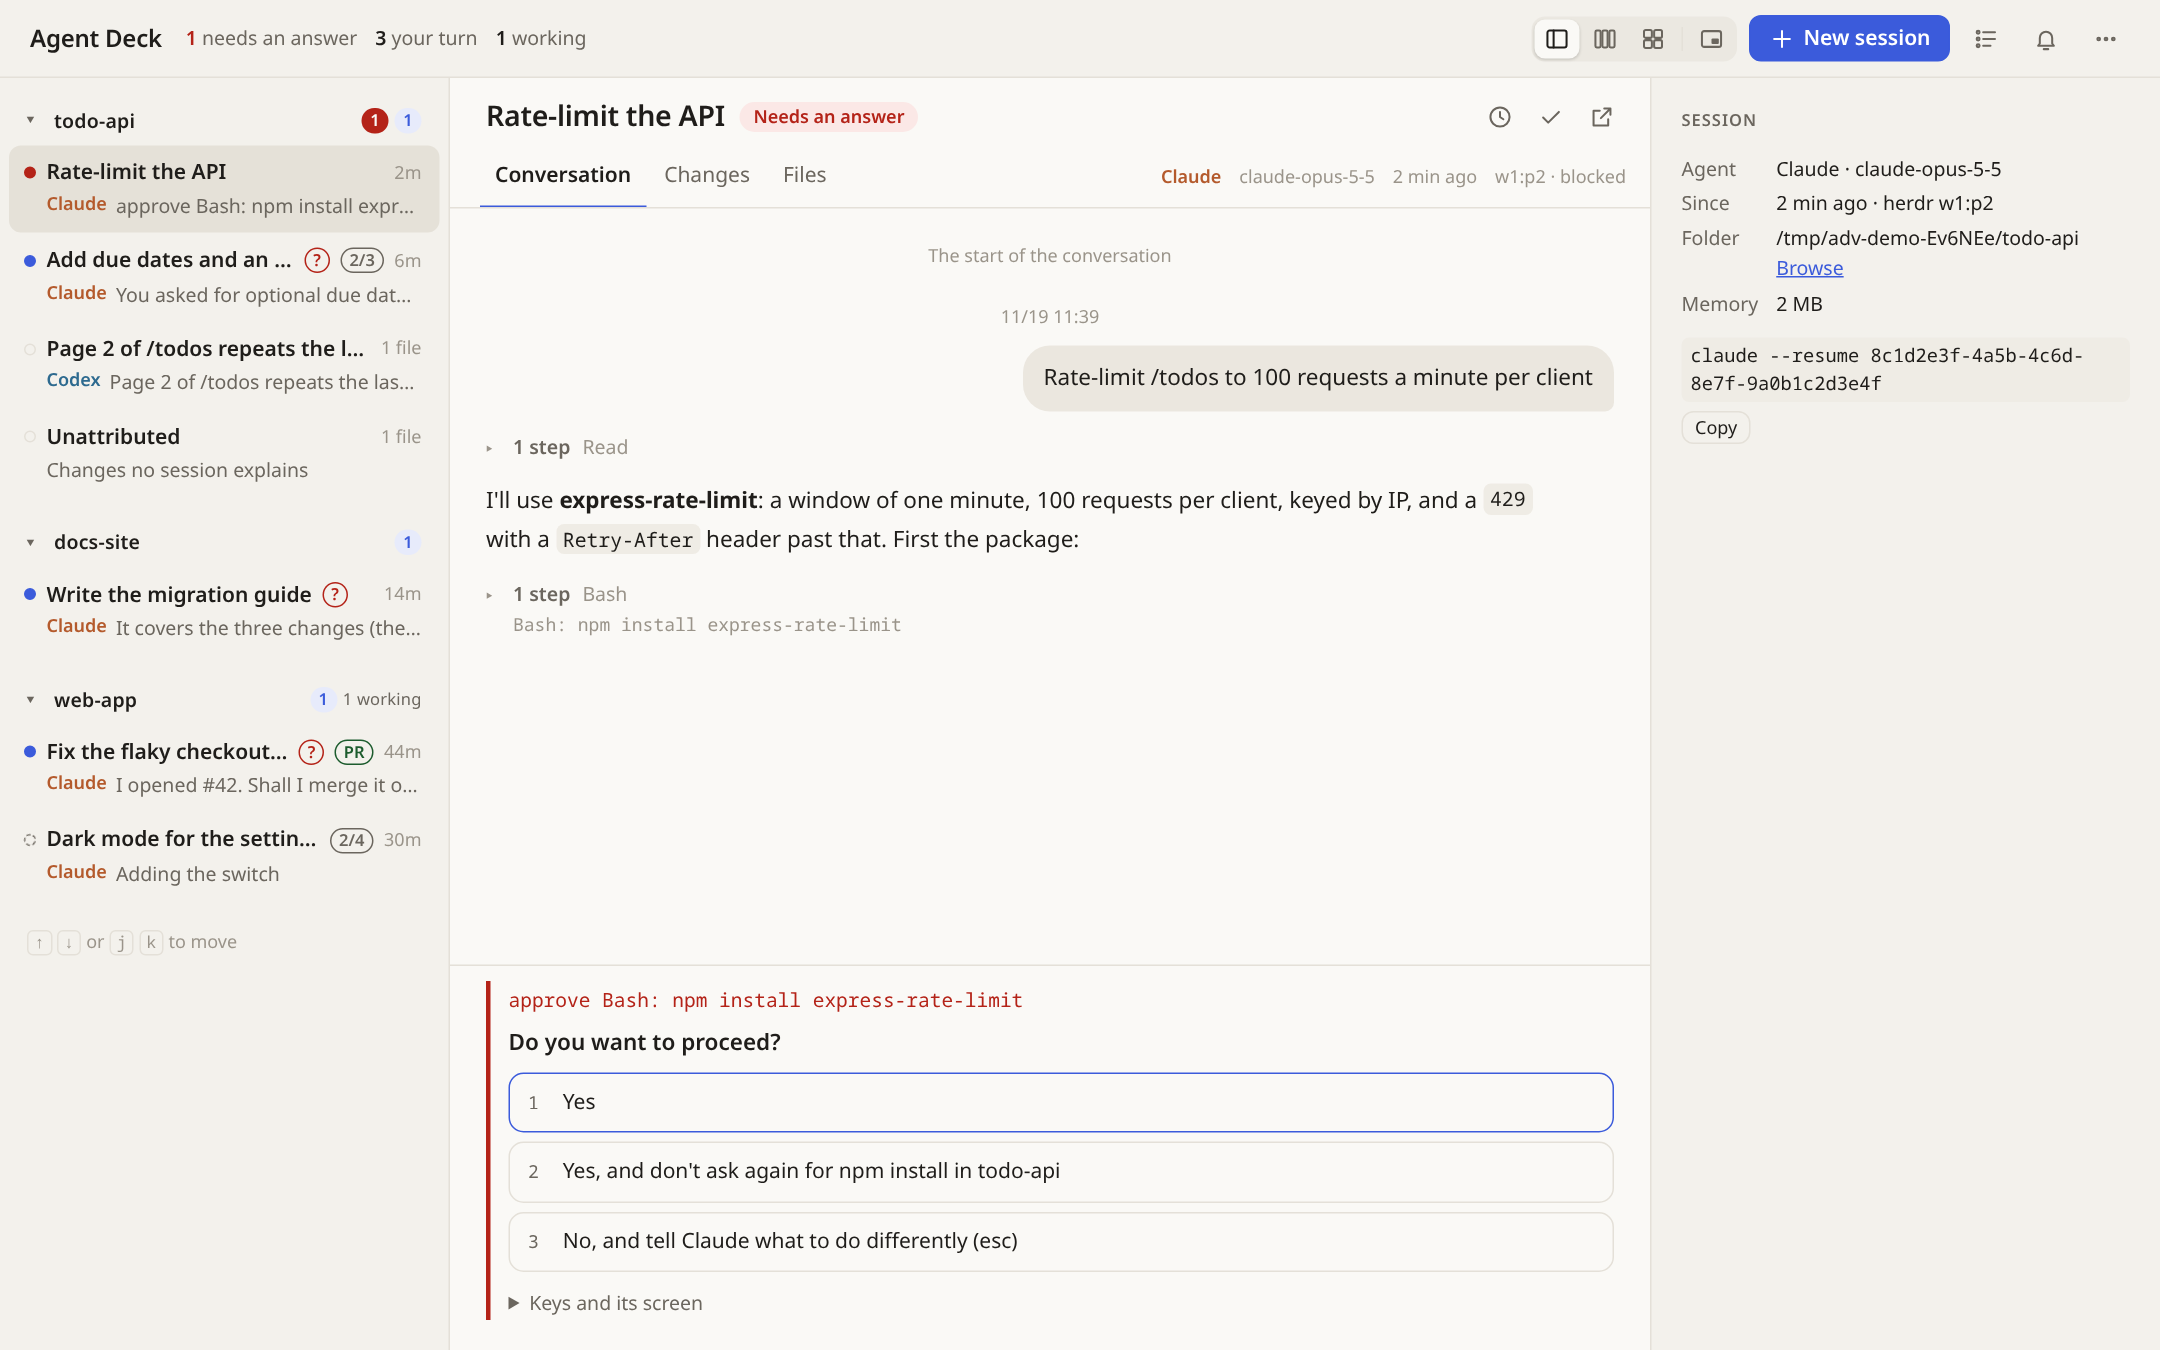 Agent Deck 1 needs an answer 3 your turn 1 working
New session
todo-api 1 1
Rate-limit the API 2m
Claude approve Bash: npm install expr...
Add due dates and an ... ? 2/3 6m
Claude You asked for optional due dat...
Page 2 of /todos repeats the l... 1 file
Codex Page 2 of /todos repeats the las...
Unattributed 1 file
Changes no session explains
docs-site 1
Write the migration guide ? 14m
Claude It covers the three changes (the...
web-app 1 1 working
Fix the flaky checkout... ? PR 44m
Claude I opened #42. Shall I merge it o...
Dark mode for the settin... 2/4 30m
Claude Adding the switch
↑ ↓ or j k to move
Rate-limit the API Needs an answer
Conversation Changes Files
Claude claude-opus-5-5 2 min ago w1:p2 · blocked
The start of the conversation
11/19 11:39
Rate-limit /todos to 100 requests a minute per client
1 step Read
I'll use express-rate-limit: a window of one minute, 100 requests per client, keyed by IP, and a 429
with a Retry-After header past that. First the package:
1 step Bash
Bash: npm install express-rate-limit
approve Bash: npm install express-rate-limit
Do you want to proceed?
1 Yes
2 Yes, and don't ask again for npm install in todo-api
3 No, and tell Claude what to do differently (esc)
Keys and its screen
SESSION
Agent Claude · claude-opus-5-5
Since 2 min ago · herdr w1:p2
Folder /tmp/adv-demo-Ev6NEe/todo-api
Browse
Memory 2 MB
claude --resume 8c1d2e3f-4a5b-4c6d-
8e7f-9a0b1c2d3e4f
Copy